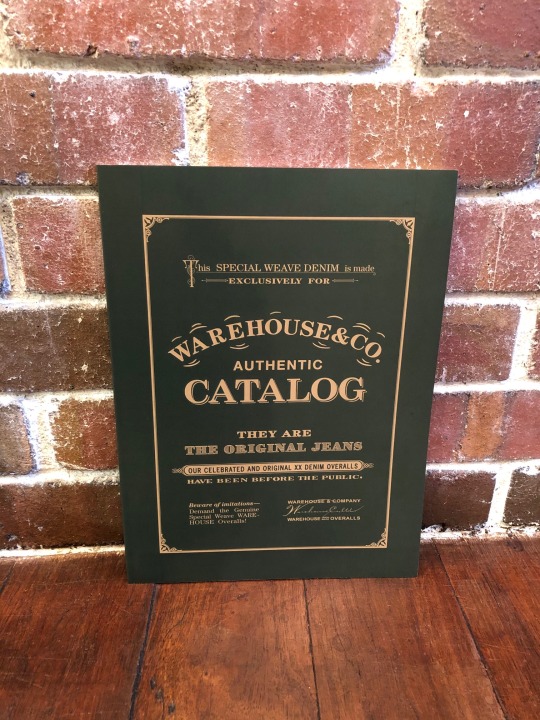 This SPECIAL WEAVE DENIM is made
EXCLUSIVELY FOR
WAREHOUSE & CO.
AUTHENTIC
CATALOG
THEY ARE
THE ORIGINAL JEANS
OUR CELEBRATED AND ORIGINAL XX DENIM OVERALLS
HAVE BEEN BEFORE THE PUBLIC.
Beware of imitations—
Demand the Genuine
Special Weave WARE-
HOUSE Overalls!
WAREHOUSE & COMPANY
WAREHOUSE OVERALLS